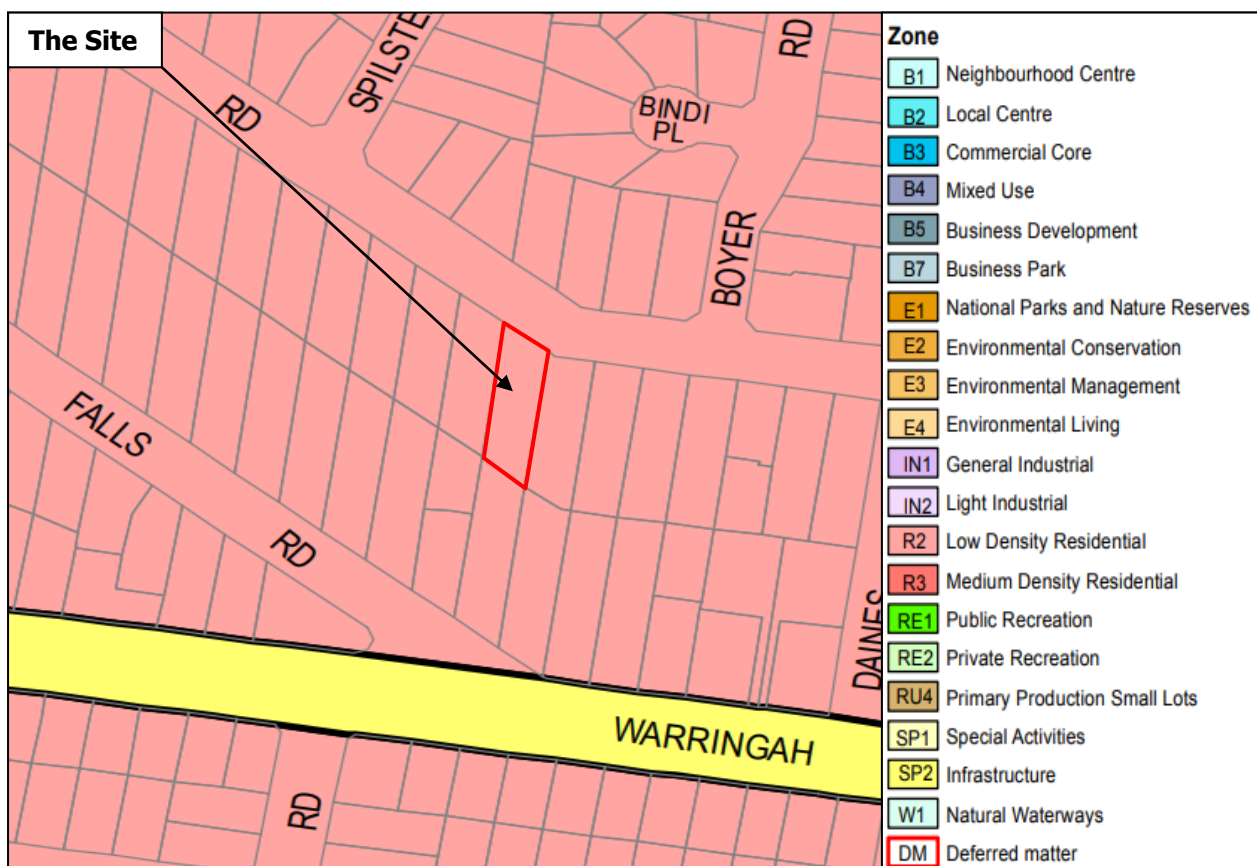 The Site
RD
SPILSTE
BINDI
PL
RD
BOYER
FALLS
RD
DAINES
WARRINGAH
RD
Zone
B1 Neighbourhood Centre
B2 Local Centre
B3 Commercial Core
B4 Mixed Use
B5 Business Development
B7 Business Park
E1 National Parks and Nature Reserves
E2 Environmental Conservation
E3 Environmental Management
E4 Environmental Living
IN1 General Industrial
IN2 Light Industrial
R2 Low Density Residential
R3 Medium Density Residential
RE1 Public Recreation
RE2 Private Recreation
RU4 Primary Production Small Lots
SP1 Special Activities
SP2 Infrastructure
W1 Natural Waterways
DM Deferred matter